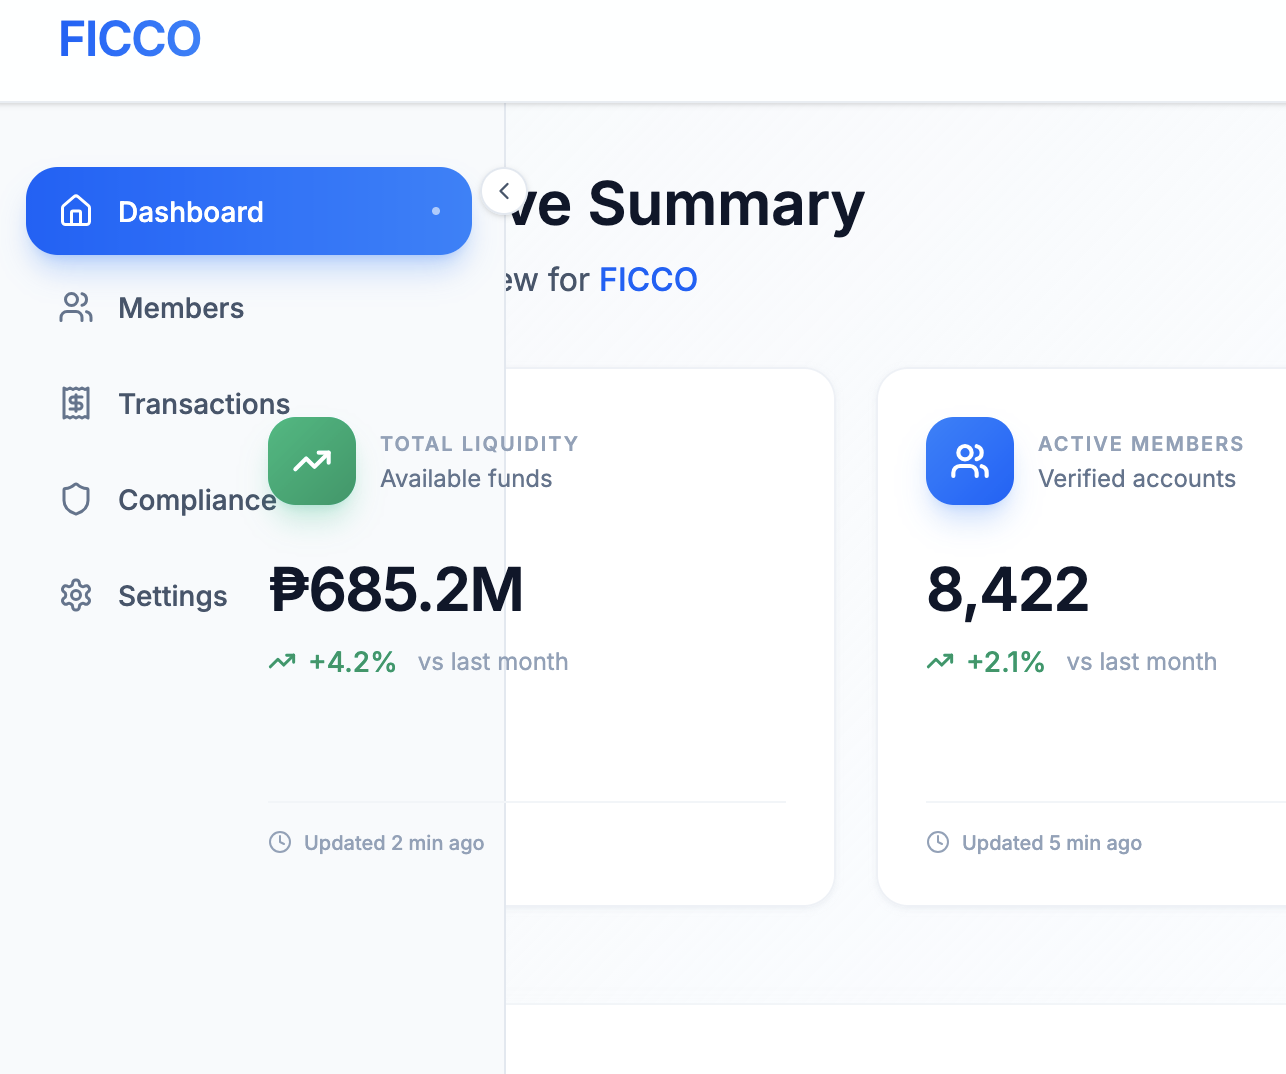 FICCO
Dashboard
Members
Transactions
Compliance
Settings
ve Summary
ew for FICCO
TOTAL LIQUIDITY
Available funds
₱685.2M
+4.2% vs last month
Updated 2 min ago
ACTIVE MEMBERS
Verified accounts
8,422
+2.1% vs last month
Updated 5 min ago